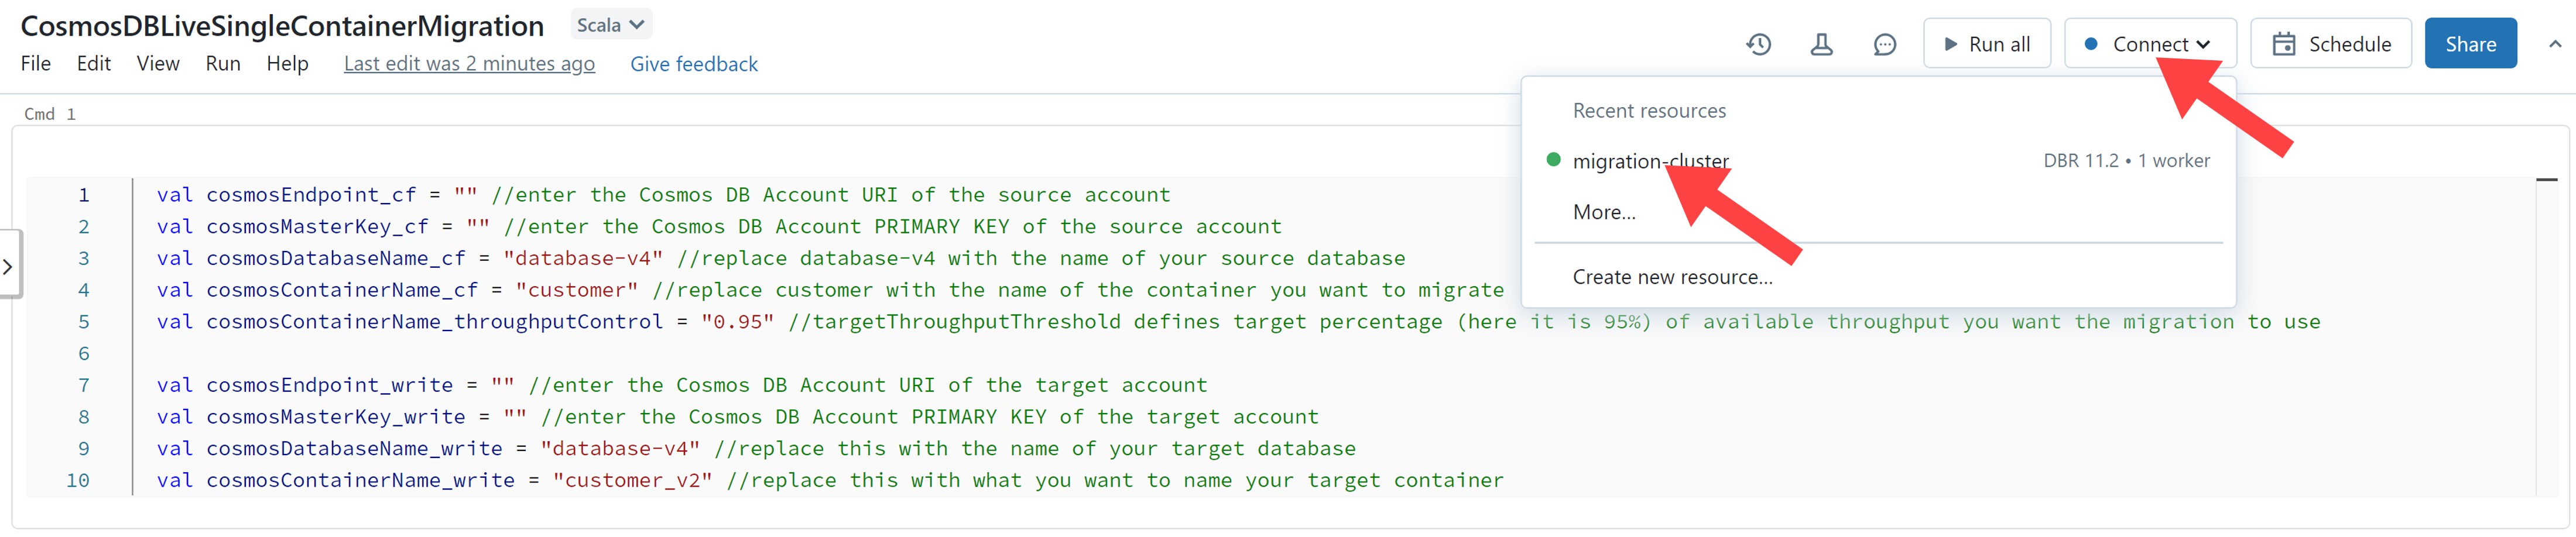 CosmosDBLiveSingleContainerMigration Scala
Run all Connect Schedule Share
File Edit View Run Help Last edit was 2 minutes ago Give feedback
Recent resources
migration-cluster DBR 11.2 • 1 worker
More...
Create new resource...
Cmd 1
1 val cosmosEndpoint_cf = "" //enter the Cosmos DB Account URI of the source account
2 val cosmosMasterKey_cf = "" //enter the Cosmos DB Account PRIMARY KEY of the source account
3 val cosmosDatabaseName_cf = "database-v4" //replace database-v4 with the name of your source database
4 val cosmosContainerName_cf = "customer" //replace customer with the name of the container you want to migrate
5 val cosmosContainerName_throughputControl = "0.95" //targetThroughputThreshold defines target percentage (here it is 95%) of available throughput you want the migration to use
6
7 val cosmosEndpoint_write = "" //enter the Cosmos DB Account URI of the target account
8 val cosmosMasterKey_write = "" //enter the Cosmos DB Account PRIMARY KEY of the target account
9 val cosmosDatabaseName_write = "database-v4" //replace this with the name of your target database
10 val cosmosContainerName_write = "customer_v2" //replace this with what you want to name your target container